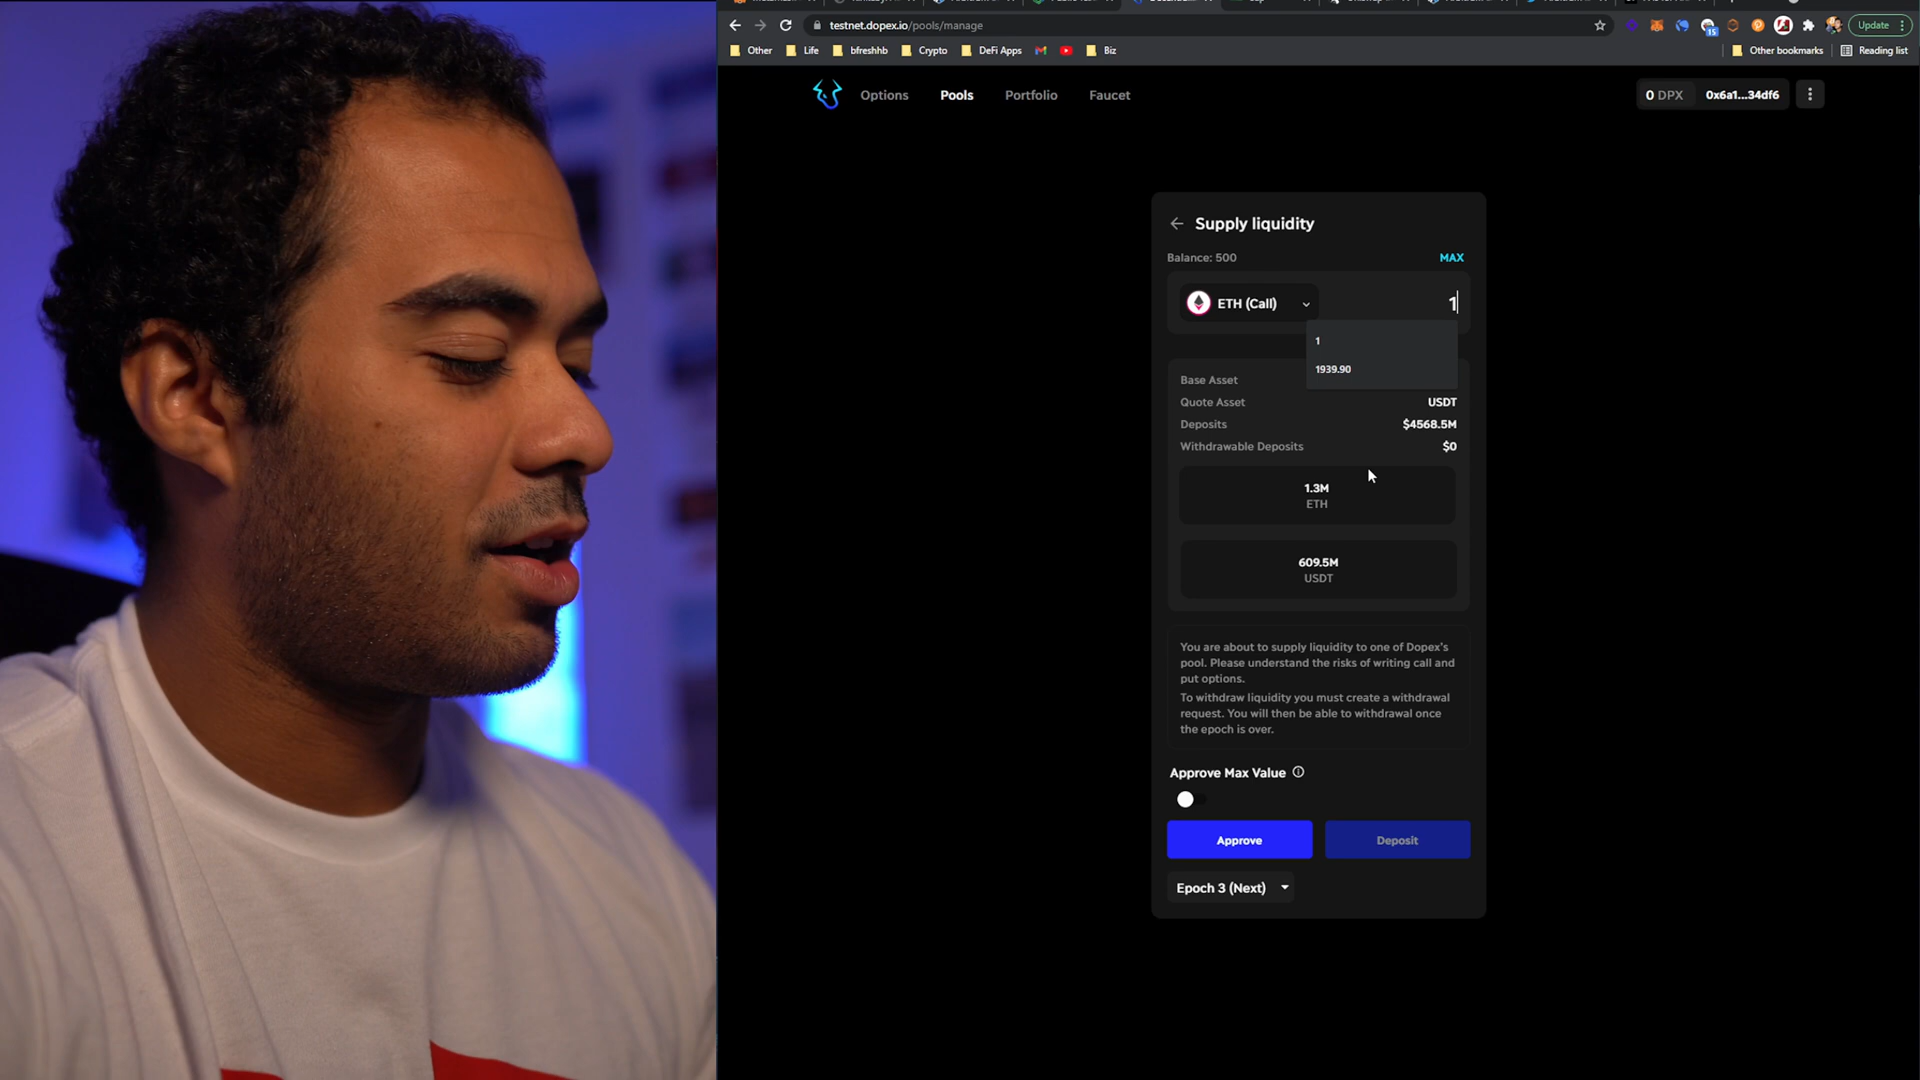 testnet.dopex.io/pools/manage
15
Update
Other
Life
bfreshhb
Crypto
DeFi Apps
Biz
Other bookmarks
Reading list
Options
Pools
Portfolio
Faucet
0 DPX
0x6a1...34df6
Supply liquidity
Balance: 500
MAX
ETH (Call)
1
1
1939.90
Base Asset
Quote Asset
USDT
Deposits
$4568.5M
Withdrawable Deposits
$0
1.3M
ETH
609.5M
USDT
You are about to supply liquidity to one of Dopex's
pool. Please understand the risks of writing call and
put options.
To withdraw liquidity you must create a withdrawal
request. You will then be able to withdrawal once
the epoch is over.
Approve Max Value
Approve
Deposit
Epoch 3 (Next)